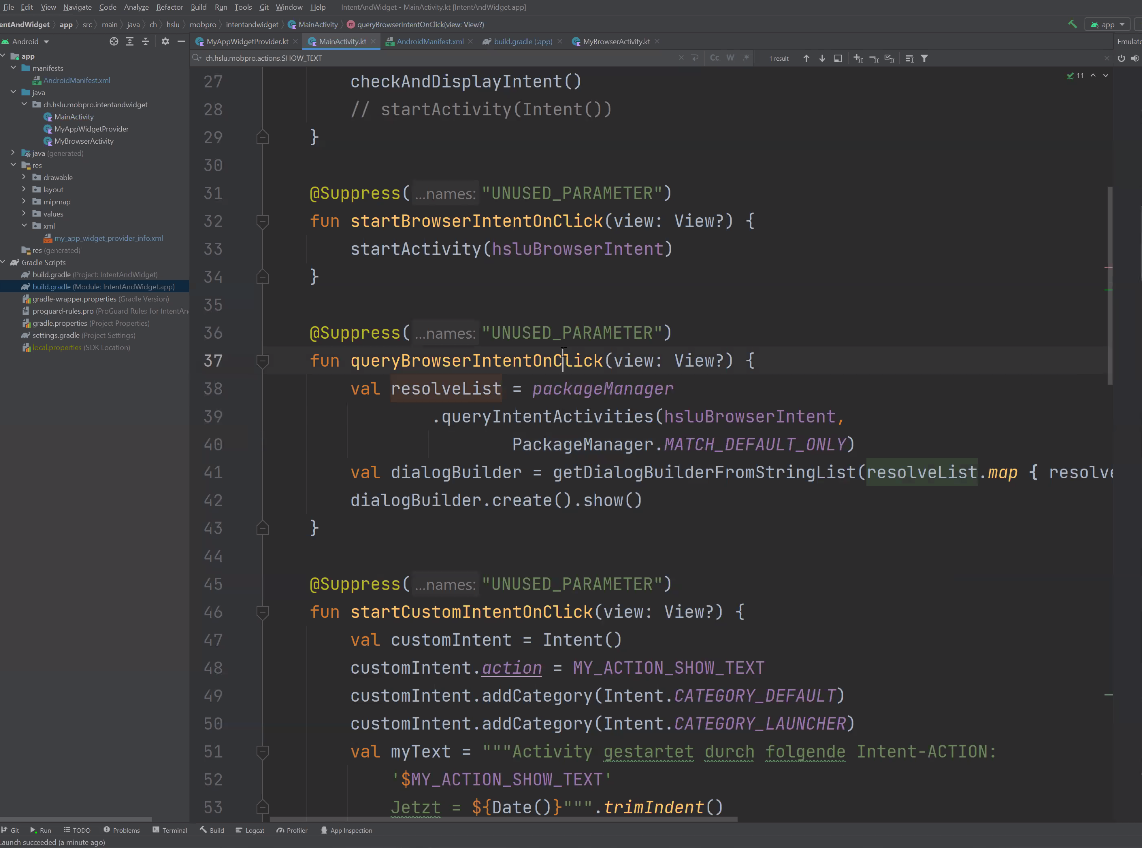 File Edit View Navigate Code Analyze Refactor Build Run Tools Git Window Help IntentAndWidget - MainActivity.kt [IntentAndWidget.app]
entAndWidget app src main java ch hslu mobpro intentandwidget MainActivity queryBrowserIntentOnClick(view: View?) app
Android MyAppWidgetProvider.kt MainActivity.kt AndroidManifest.xml build.gradle (:app) MyBrowserActivity.kt Emulato
ch.hslu.mobpro.actions.SHOW_TEXT Cc W .* 1 result
app
manifests
AndroidManifest.xml
java
ch.hslu.mobpro.intentandwidget
MainActivity
MyAppWidgetProvider
MyBrowserActivity
java (generated)
res
drawable
layout
mipmap
values
xml
my_app_widget_provider_info.xml
res (generated)
Gradle Scripts
build.gradle (Project: IntentAndWidget)
build.gradle (Module: IntentAndWidget.app)
gradle-wrapper.properties (Gradle Version)
proguard-rules.pro (ProGuard Rules for IntentAn
gradle.properties (Project Properties)
settings.gradle (Project Settings)
local.properties (SDK Location)
11
27 checkAndDisplayIntent()
28 // startActivity(Intent())
29 }
30
31 @Suppress( ...names: "UNUSED_PARAMETER")
32 fun startBrowserIntentOnClick(view: View?) {
33 startActivity(hsluBrowserIntent)
34 }
35
36 @Suppress( ...names: "UNUSED_PARAMETER")
37 fun queryBrowserIntentOnClick(view: View?) {
38 val resolveList = packageManager
39 .queryIntentActivities(hsluBrowserIntent,
40 PackageManager.MATCH_DEFAULT_ONLY)
41 val dialogBuilder = getDialogBuilderFromStringList(resolveList.map { resolve
42 dialogBuilder.create().show()
43 }
44
45 @Suppress( ...names: "UNUSED_PARAMETER")
46 fun startCustomIntentOnClick(view: View?) {
47 val customIntent = Intent()
48 customIntent.action = MY_ACTION_SHOW_TEXT
49 customIntent.addCategory(Intent.CATEGORY_DEFAULT)
50 customIntent.addCategory(Intent.CATEGORY_LAUNCHER)
51 val myText = """Activity gestartet durch folgende Intent-ACTION:
52 '$MY_ACTION_SHOW_TEXT'
53 Jetzt = ${Date()}""".trimIndent()
Git Run TODO Problems Terminal Build Logcat Profiler App Inspection
Launch succeeded (a minute ago)